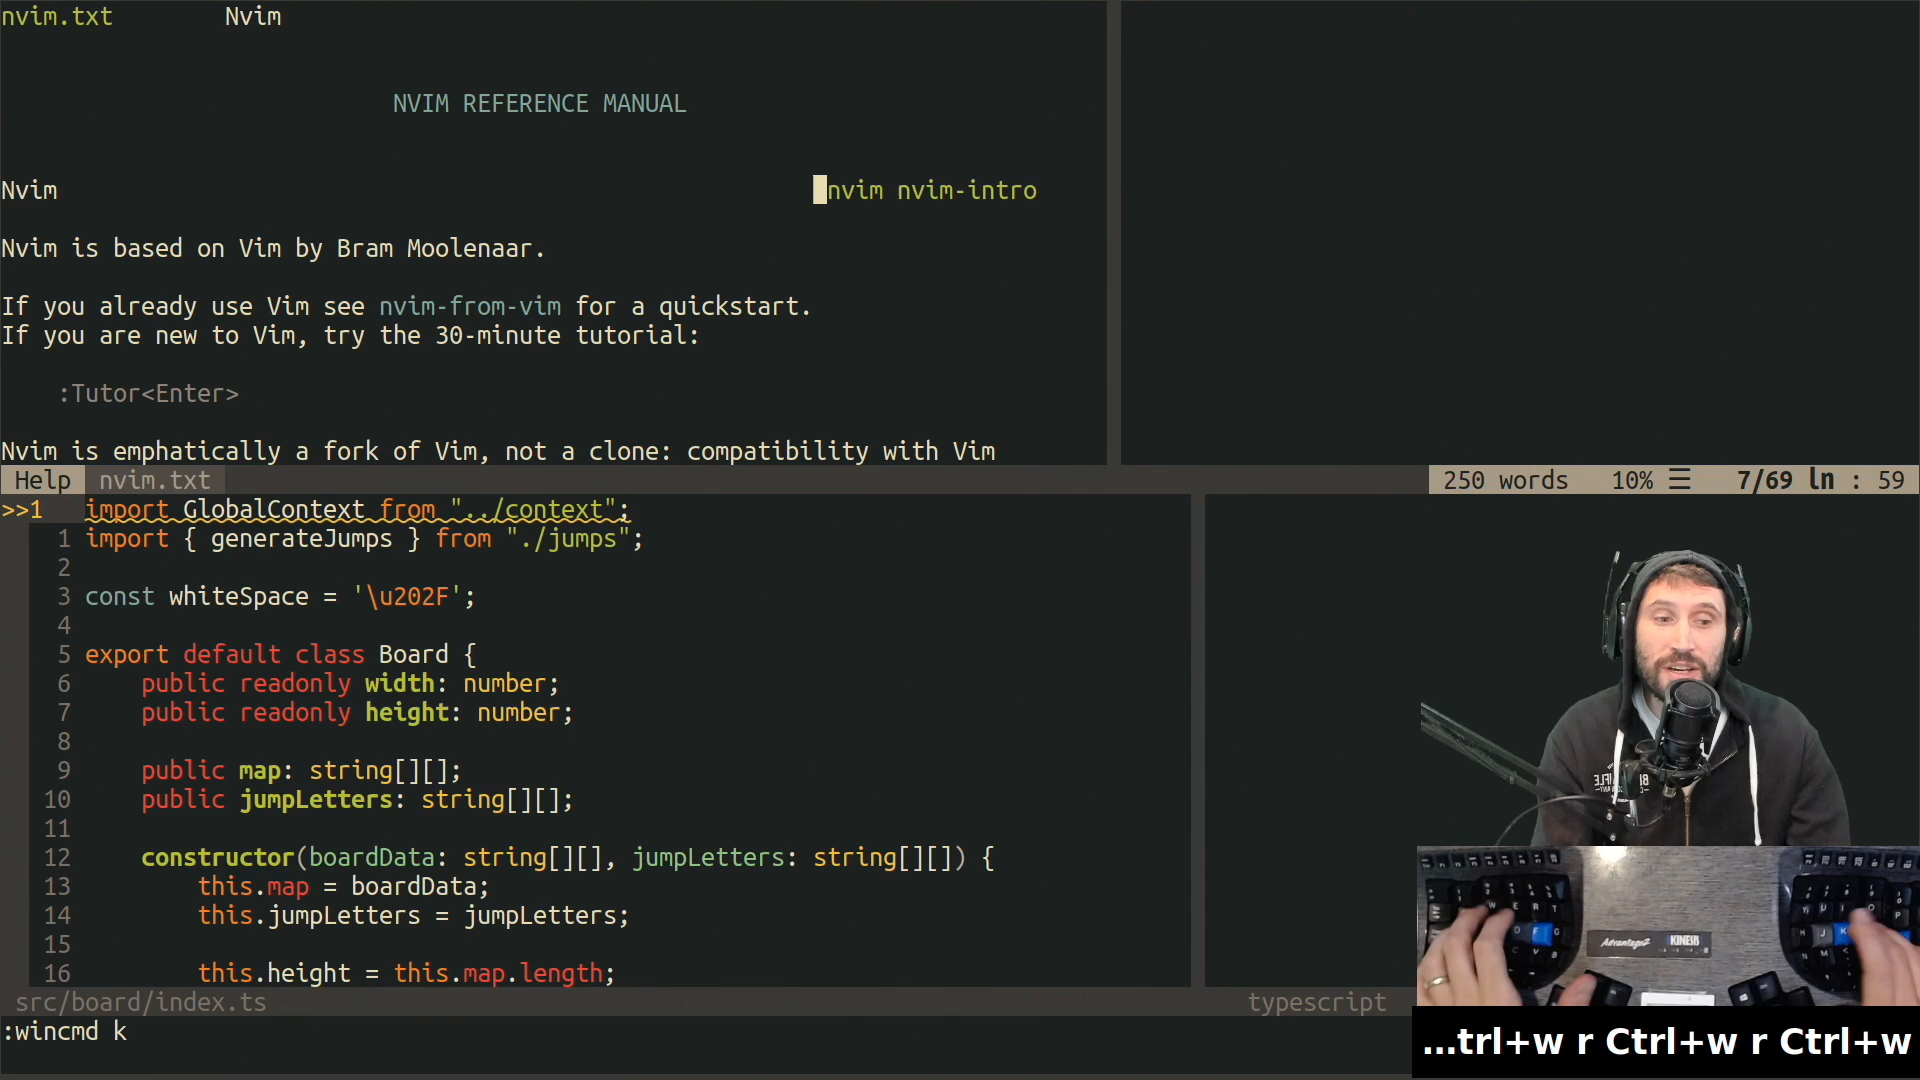 nvim.txt Nvim
NVIM REFERENCE MANUAL
Nvim nvim nvim-intro
Nvim is based on Vim by Bram Moolenaar.
If you already use Vim see nvim-from-vim for a quickstart.
If you are new to Vim, try the 30-minute tutorial:
:Tutor<Enter>
Nvim is emphatically a fork of Vim, not a clone: compatibility with Vim
Help nvim.txt 250 words 10% ☰ 7/69 ln : 59
>>1 import GlobalContext from "../context";
1 import { generateJumps } from "./jumps";
2
3 const whiteSpace = '\u202F';
4
5 export default class Board {
6 public readonly width: number;
7 public readonly height: number;
8
9 public map: string[][];
10 public jumpLetters: string[][];
11
12 constructor(boardData: string[][], jumpLetters: string[][]) {
13 this.map = boardData;
14 this.jumpLetters = jumpLetters;
15
16 this.height = this.map.length;
src/board/index.ts typescript
:wincmd k
Advantage2 KINESIS
...trl+w r Ctrl+w r Ctrl+w